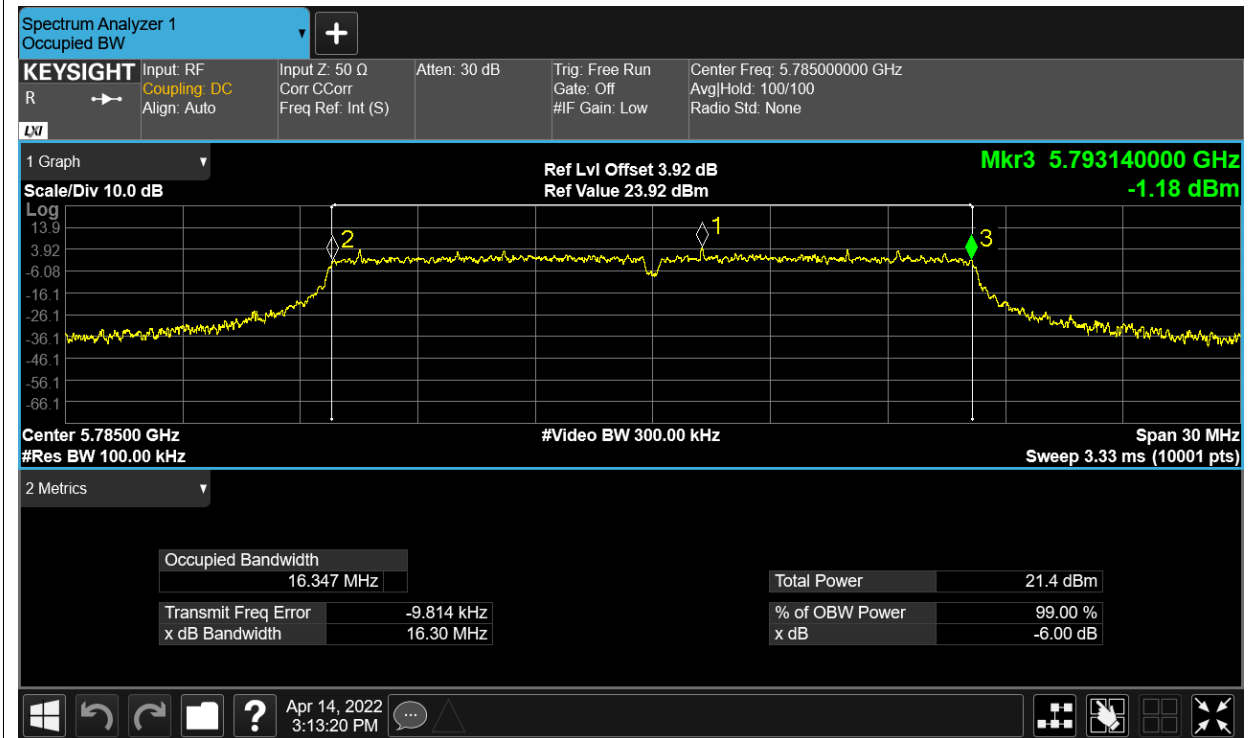 Spectrum Analyzer 1
Occupied BW
KEYSIGHT
R
LXI
Input: RF
Coupling: DC
Align: Auto
Input Z: 50 Ω
Corr CCorr
Freq Ref: Int (S)
Atten: 30 dB
Trig: Free Run
Gate: Off
#IF Gain: Low
Center Freq: 5.785000000 GHz
Avg|Hold: 100/100
Radio Std: None
1 Graph
Scale/Div 10.0 dB
Ref Lvl Offset 3.92 dB
Ref Value 23.92 dBm
Mkr3 5.793140000 GHz
-1.18 dBm
Log
13.9
3.92
-6.08
-16.1
-26.1
-36.1
-46.1
-56.1
-66.1
2
1
3
Center 5.78500 GHz
#Res BW 100.00 kHz
#Video BW 300.00 kHz
Span 30 MHz
Sweep 3.33 ms (10001 pts)
2 Metrics
Occupied Bandwidth
16.347 MHz
Transmit Freq Error -9.814 kHz
x dB Bandwidth 16.30 MHz
Total Power 21.4 dBm
% of OBW Power 99.00 %
x dB -6.00 dB
?
Apr 14, 2022
3:13:20 PM